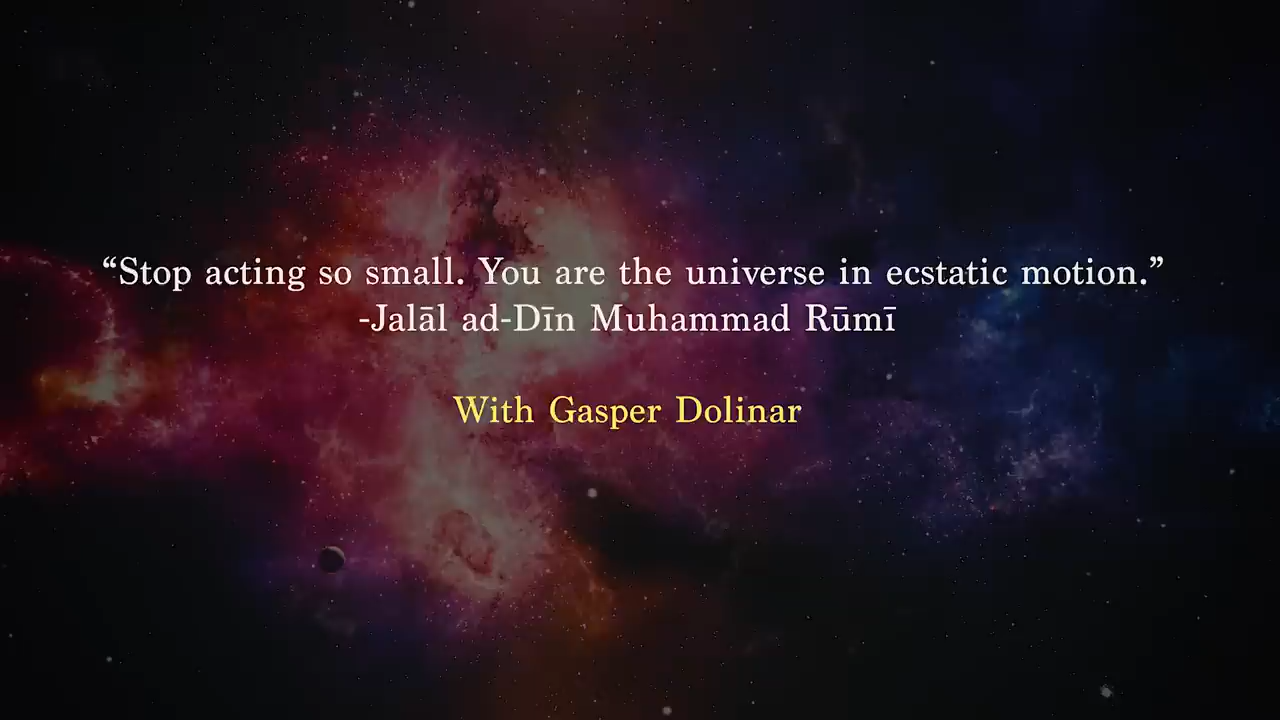 “Stop acting so small. You are the universe in ecstatic motion.”
-Jalāl ad-Dīn Muhammad Rūmī
With Gasper Dolinar